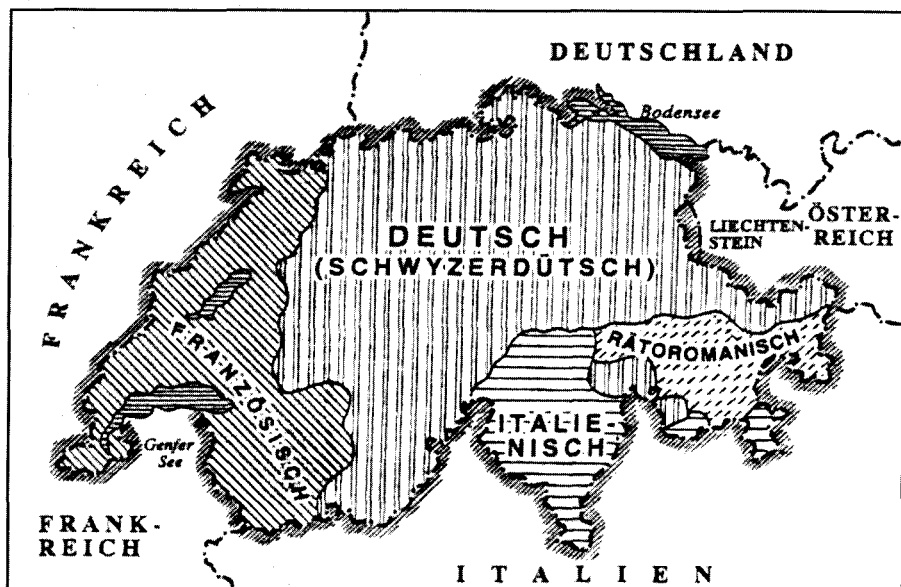 DEUTSCHLAND
Bodensee
FRANKREICH
LIECHTEN-
STEIN
ÖSTER-
REICH
DEUTSCH
(SCHWYZERDÜTSCH)
FRANZÖSISCH
RÄTOROMANISCH
ITALIE-
NISCH
Genfer
See
FRANK-
REICH
ITALIEN